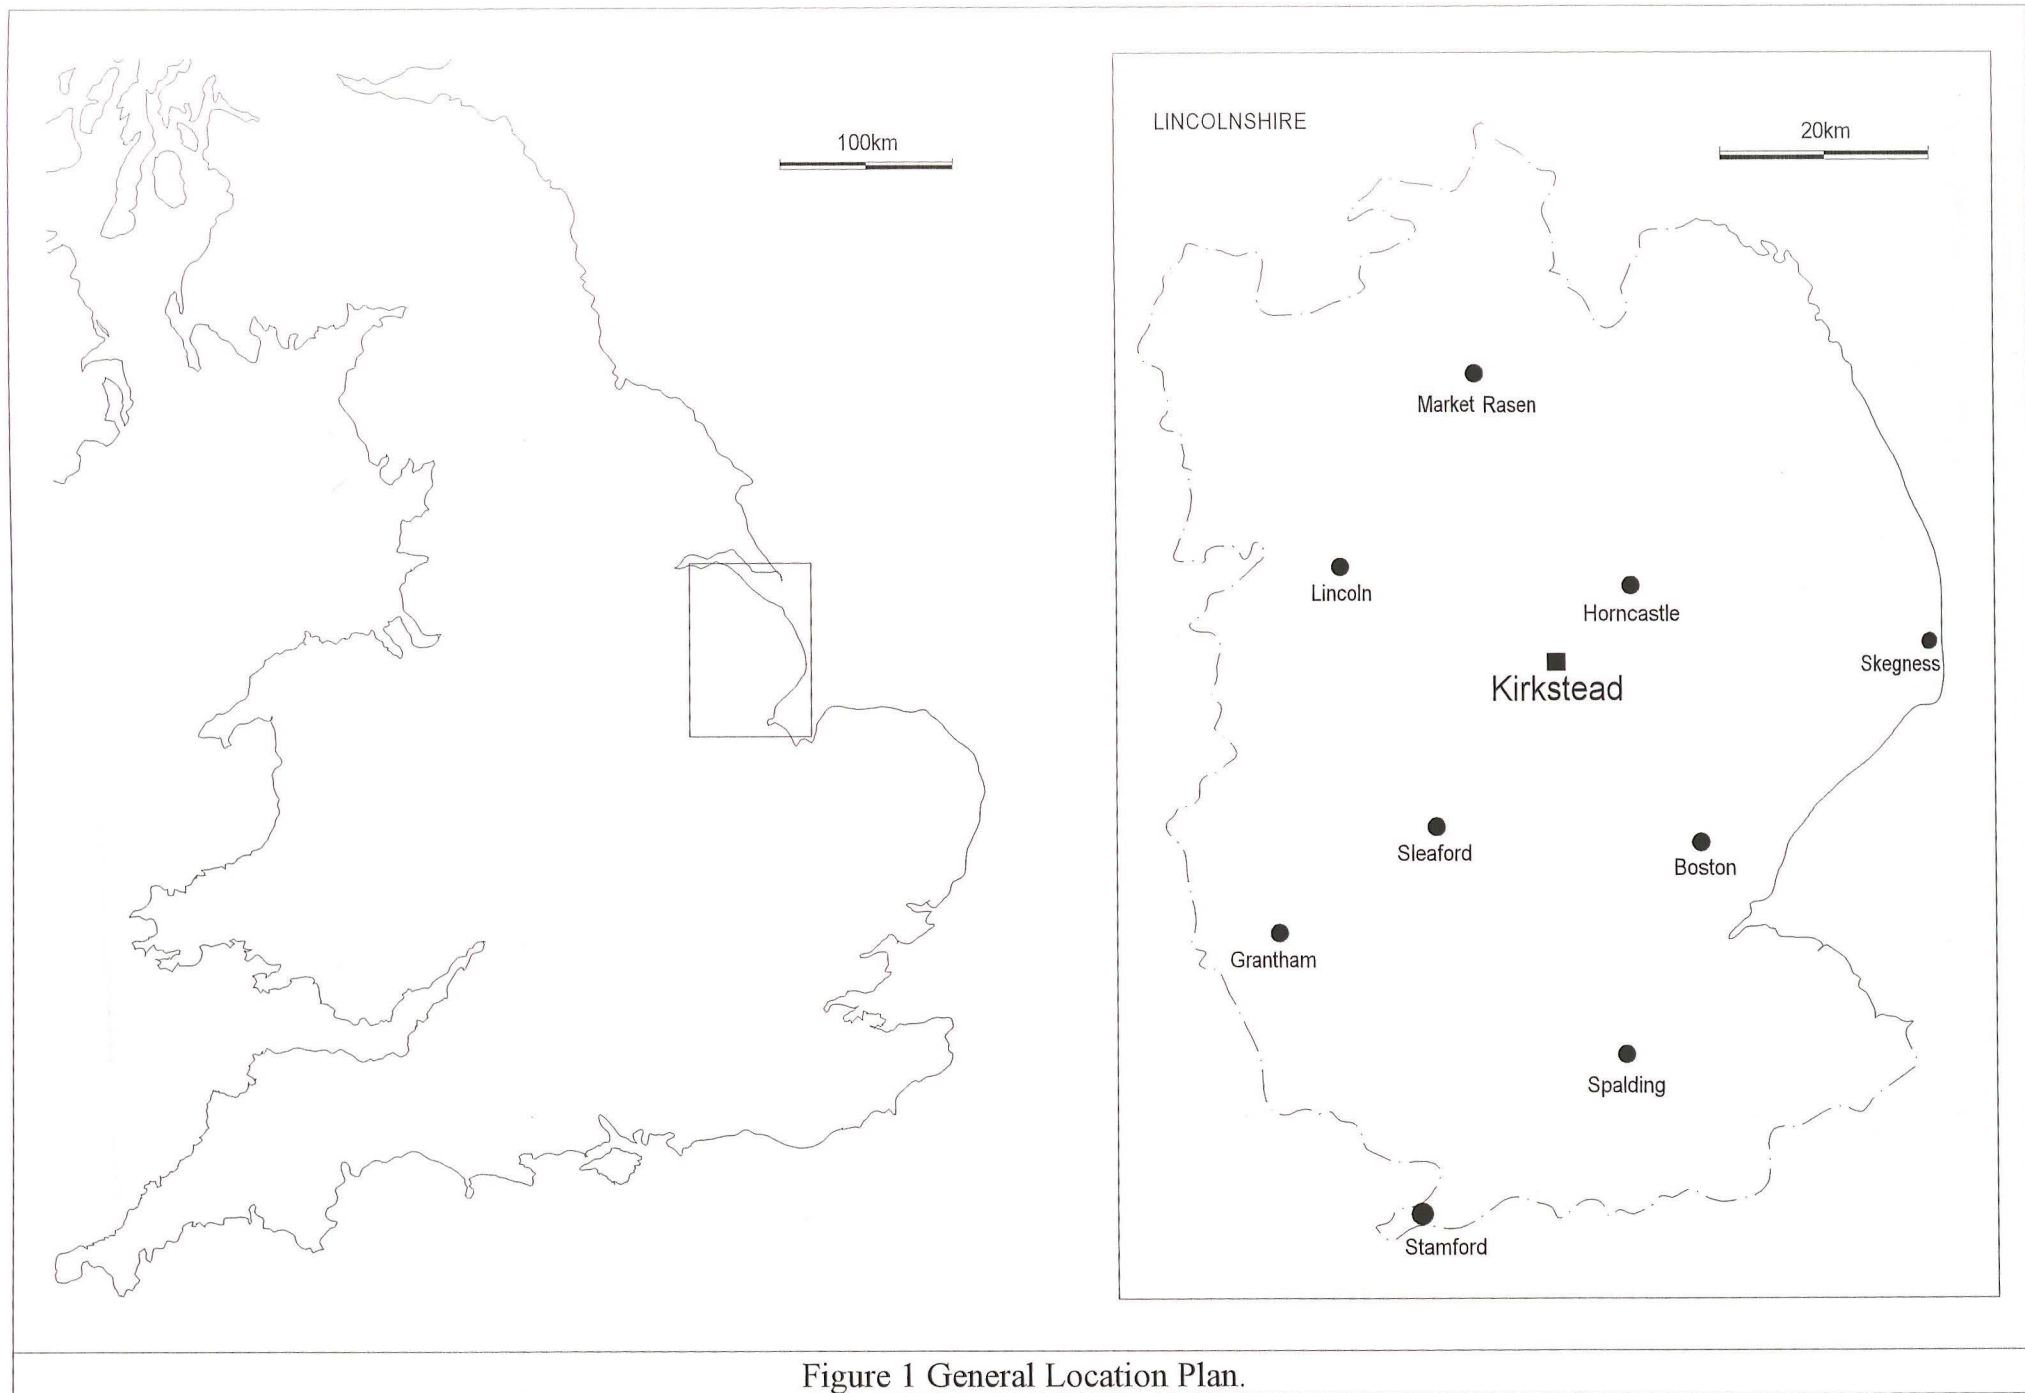 100km
LINCOLNSHIRE
20km
Market Rasen
Lincoln
Horncastle
Skegness
Kirkstead
Sleaford
Boston
Grantham
Spalding
Stamford
Figure 1 General Location Plan.